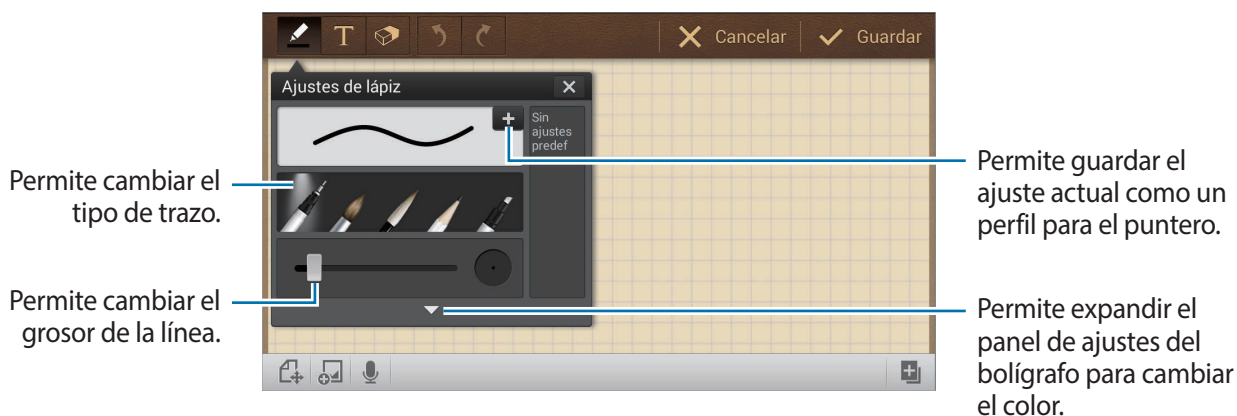 T
Cancelar
Guardar
Ajustes de lápiz
Sin
ajustes
predef
Permite cambiar el
tipo de trazo.
Permite cambiar el
grosor de la línea.
Permite guardar el
ajuste actual como un
perfil para el puntero.
Permite expandir el
panel de ajustes del
bolígrafo para cambiar
el color.